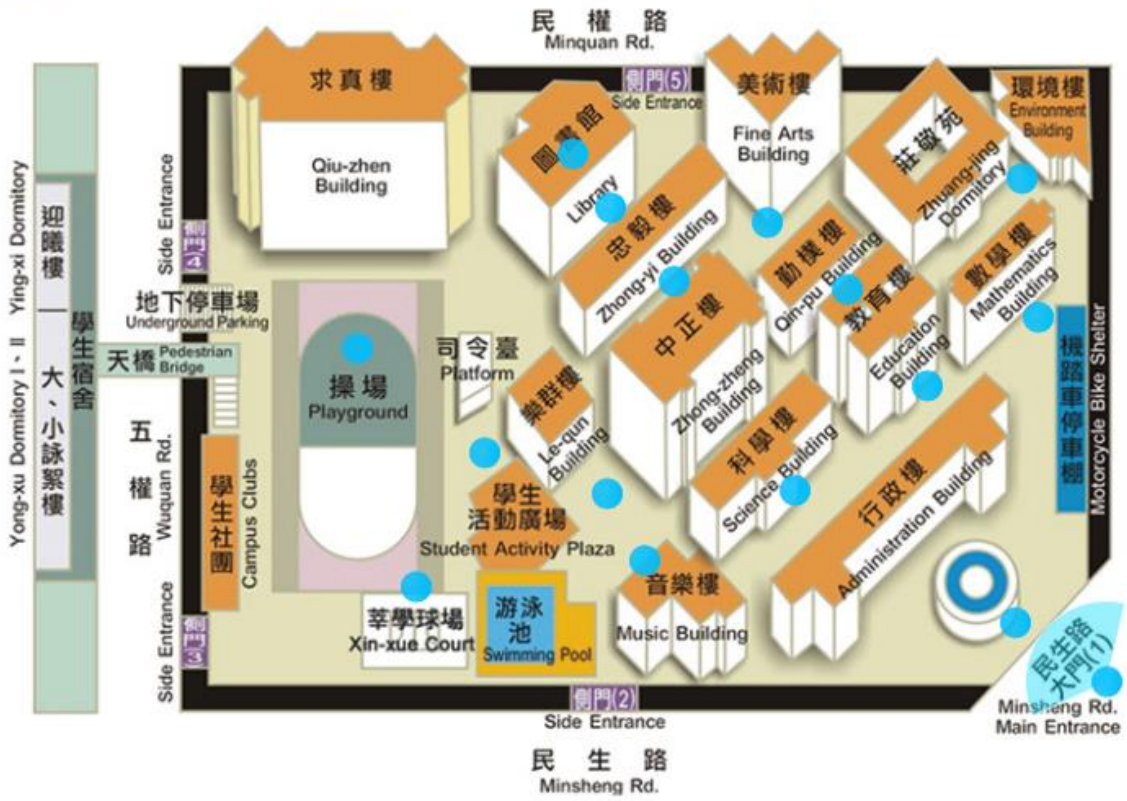 民權路
Minquan Rd.
求真樓
Qiu-zhen
Building
圖書館
Library
側門(5)
Side Entrance
美術樓
Fine Arts
Building
莊敬苑
Zhuang-jing
Dormitory
環境樓
Environment
Building
忠毅樓
Zhong-yi Building
勤樸樓
Qin-pu Building
教育樓
Education
Building
數學樓
Mathematics
Building
中正樓
Zhong-zheng
Building
科學樓
Science Building
行政樓
Administration Building
機踏車停車棚
Motorcycle Bike Shelter
Side Entrance
側門(4)
地下停車場
Underground Parking
天橋
Pedestrian
Bridge
迎曦樓
Ying-xi Dormitory
大、小詠絮樓
Yong-xu Dormitory I、II
學生宿舍
五權路
Wuquan Rd.
學生社團
Campus Clubs
操場
Playground
司令臺
Platform
樂群樓
Le-qun
Building
學生
活動廣場
Student Activity Plaza
莘學球場
Xin-xue Court
游泳
池
Swimming Pool
音樂樓
Music Building
Side Entrance
側門(3)
側門(2)
Side Entrance
民生路
大門(1)
Minsheng Rd.
Main Entrance
民生路
Minsheng Rd.